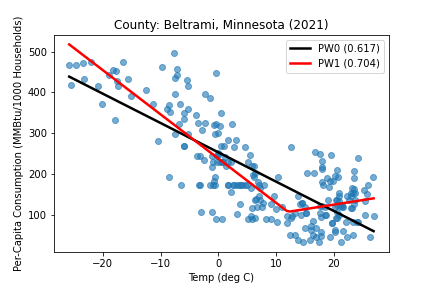 County: Beltrami, Minnesota (2021)
PW0 (0.617)
PW1 (0.704)
Per-Capita Consumption (MMBtu/1000 Households)
500
400
300
200
100
−20 −10 0 10 20
Temp (deg C)